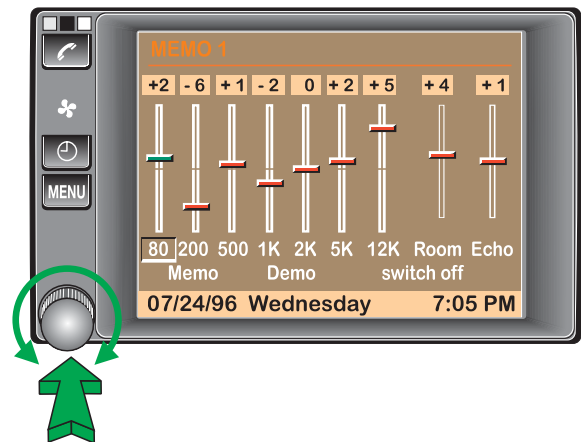 MEMO 1
+2 - 6 + 1 - 2 0 + 2 + 5 + 4 + 1
MENU
80 200 500 1K 2K 5K 12K Room Echo
Memo Demo switch off
07/24/96 Wednesday 7:05 PM